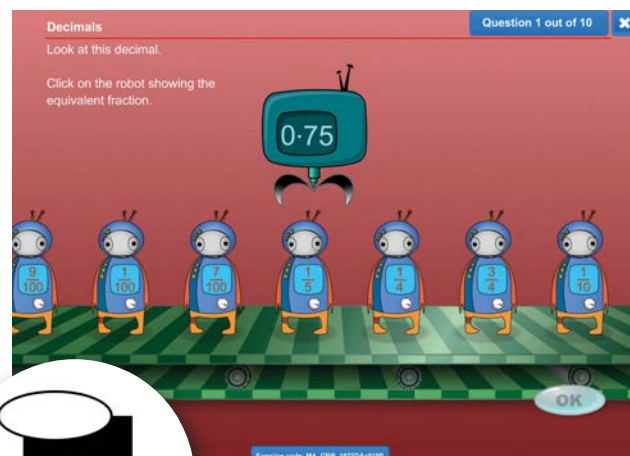 Decimals
Question 1 out of 10
Look at this decimal.
Click on the robot showing the
equivalent fraction.
0·75
9/100
1/100
7/100
1/5
1/4
3/4
1/10
OK